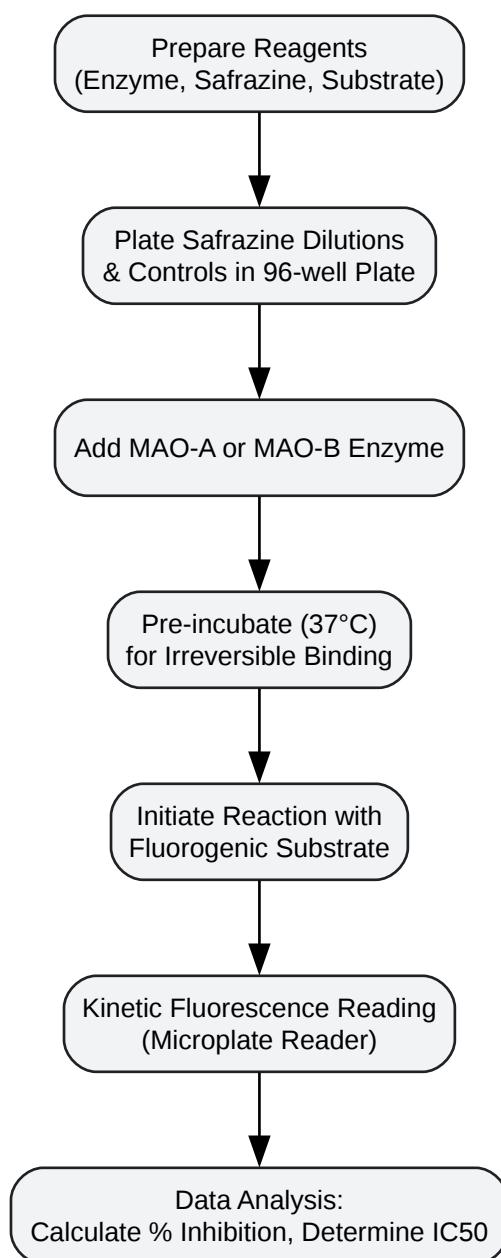 Prepare Reagents
(Enzyme, Safrazine, Substrate)
Plate Safrazine Dilutions
& Controls in 96-well Plate
Add MAO-A or MAO-B Enzyme
Pre-incubate (37°C)
for Irreversible Binding
Initiate Reaction with
Fluorogenic Substrate
Kinetic Fluorescence Reading
(Microplate Reader)
Data Analysis:
Calculate % Inhibition, Determine IC50